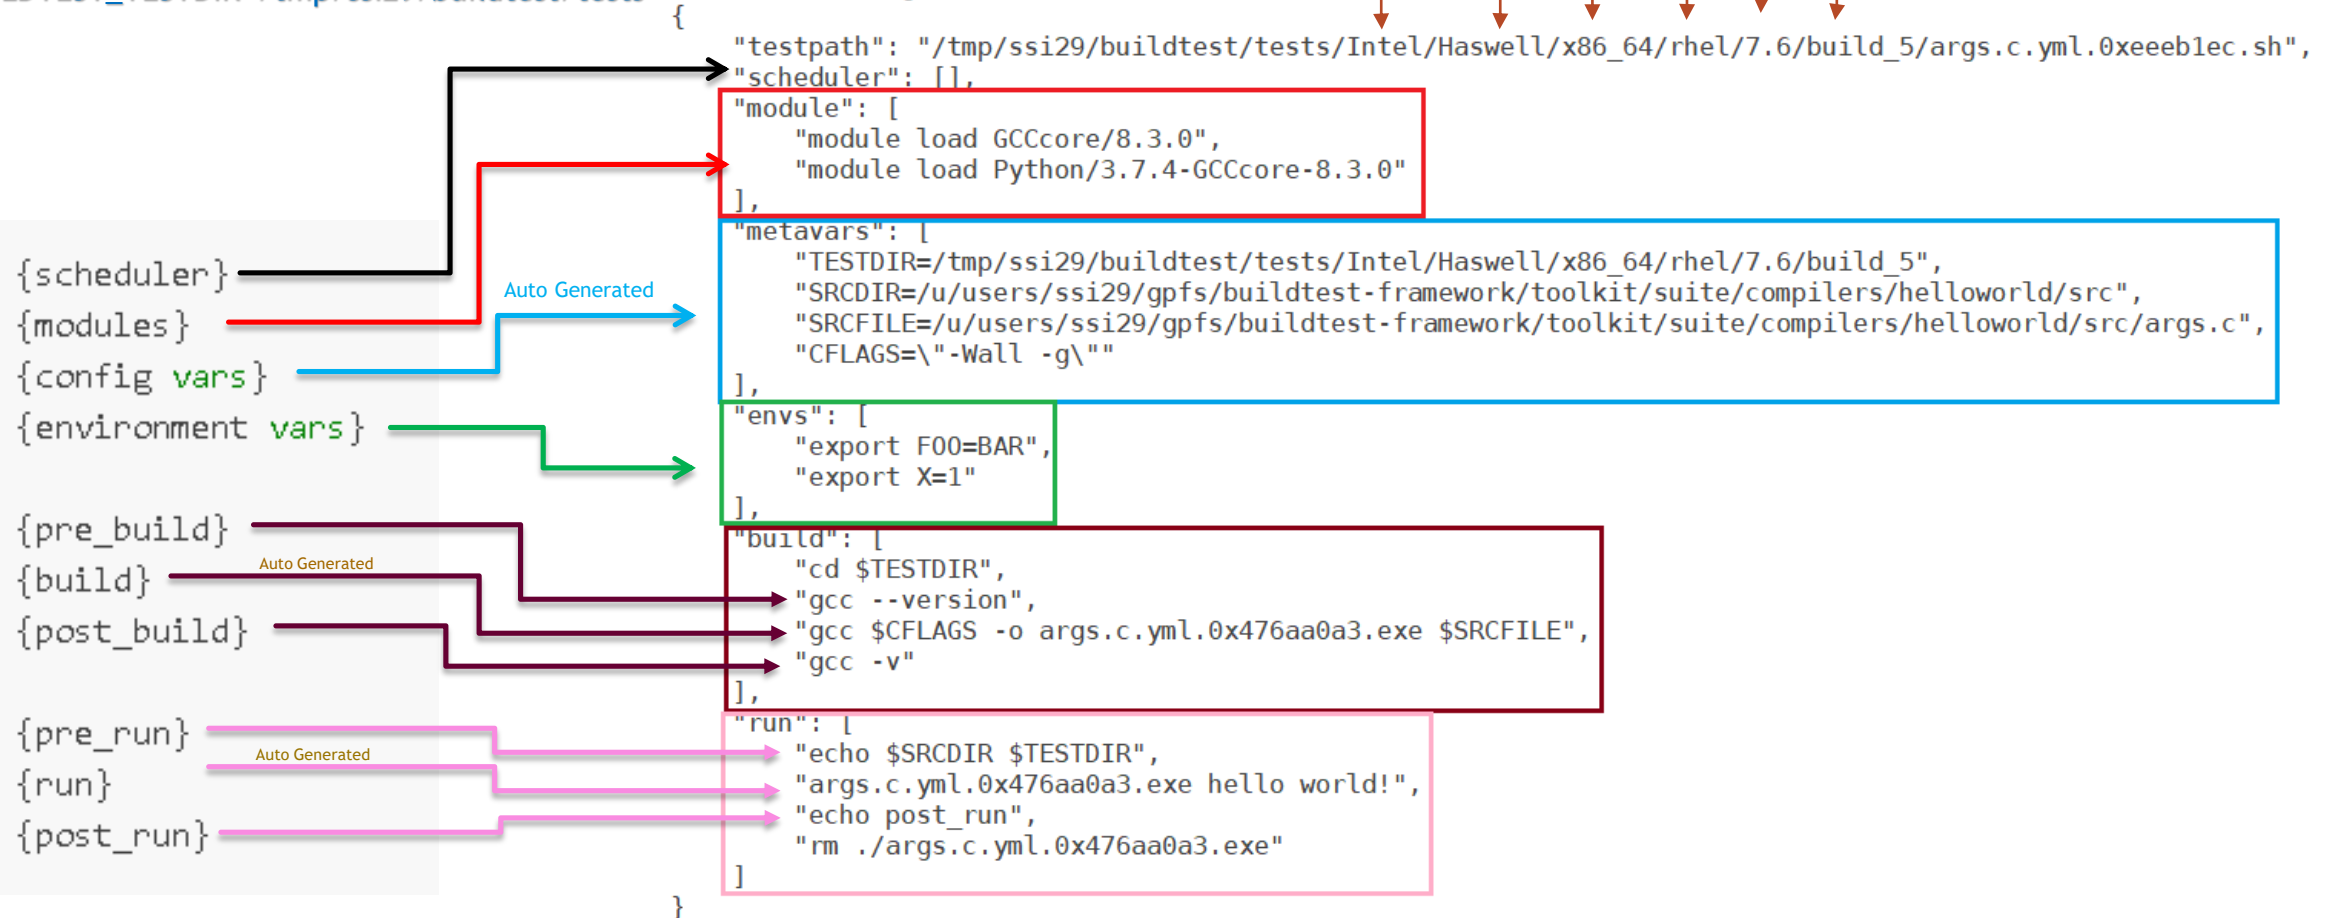 {
"testpath": "/tmp/ssi29/buildtest/tests/Intel/Haswell/x86_64/rhel/7.6/build_5/args.c.yml.0xeeeb1ec.sh",
"scheduler": [],
"module": [
"module load GCCcore/8.3.0",
"module load Python/3.7.4-GCCcore-8.3.0"
],
"metavars": [
"TESTDIR=/tmp/ssi29/buildtest/tests/Intel/Haswell/x86_64/rhel/7.6/build_5",
"SRCDIR=/u/users/ssi29/gpfs/buildtest-framework/toolkit/suite/compilers/helloworld/src",
"SRCFILE=/u/users/ssi29/gpfs/buildtest-framework/toolkit/suite/compilers/helloworld/src/args.c",
"CFLAGS=\"-Wall -g\""
],
"envs": [
"export FOO=BAR",
"export X=1"
],
"build": [
"cd $TESTDIR",
"gcc --version",
"gcc $CFLAGS -o args.c.yml.0x476aa0a3.exe $SRCFILE",
"gcc -v"
],
"run": [
"echo $SRCDIR $TESTDIR",
"args.c.yml.0x476aa0a3.exe hello world!",
"echo post_run",
"rm ./args.c.yml.0x476aa0a3.exe"
]
}
{scheduler}
{modules}
{config vars}
{environment vars}
{pre_build}
{build}
{post_build}
{pre_run}
{run}
{post_run}
Auto Generated
Auto Generated
Auto Generated